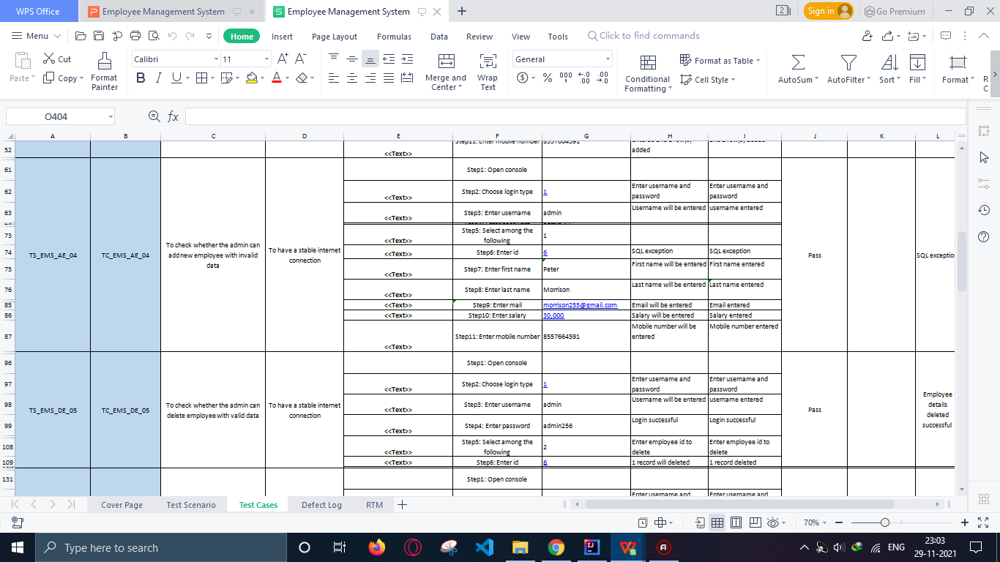 WPS Office
Employee Management System
Employee Management System
2
Sign in
Go Premium
Menu
Home
Insert
Page Layout
Formulas
Data
Review
View
Tools
Click to find commands
Paste
Cut
Copy
Format
Painter
Calibri
11
B I U
A
Merge and
Center
Wrap
Text
General
Conditional
Formatting
Format as Table
Cell Style
AutoSum
AutoFilter
Sort
Fill
Format
R
C
O404
fx
A B C D E F G H I J K L
52 <<Text>> added
61 Step1: Open console
62 <<Text>> Step2: Choose login type 1 Enter username and password Enter username and password
63 <<Text>> Step3: Enter username admin Username will be entered username entered
73 <<Text>> Step5: Select among the following 1
TS_EMS_AE_04 TC_EMS_AE_04 To check whether the admin can add new employee with invalid data To have a stable internet connection Pass SQL exceptio
74 <<Text>> Step6: Enter id 6 SQL exception SQL exception
75 <<Text>> Step7: Enter first name Peter First name will be entered First name entered
76 <<Text>> Step8: Enter last name Morrison Last name will be entered Last name entered
85 <<Text>> Step9: Enter mail morrison255@gmail.com Email will be entered Email entered
86 <<Text>> Step10: Enter salary 30,000 Salary will be entered Salary entered
87 <<Text>> Step11: Enter mobile number 8557664591 Mobile number will be entered Mobile number entered
96 Step1: Open console
97 <<Text>> Step2: Choose login type 1 Enter username and password Enter username and password
98 <<Text>> Step3: Enter username admin Username will be entered username entered
TS_EMS_DE_05 TC_EMS_DE_05 To check whether the admin can delete employee with valid data To have a stable internet connection Pass Employee details deleted successful
99 <<Text>> Step4: Enter password admin256 Login successful Login successful
108 <<Text>> Step5: Select among the following 2 Enter employee id to delete Enter employee id to delete
109 <<Text>> Step6: Enter id 6 1 record will deleted 1 record deleted
131 Step1: Open console
Enter username and Enter username and
Cover Page
Test Scenario
Test Cases
Defect Log
RTM
70%
Type here to search
ENG
23:03
29-11-2021